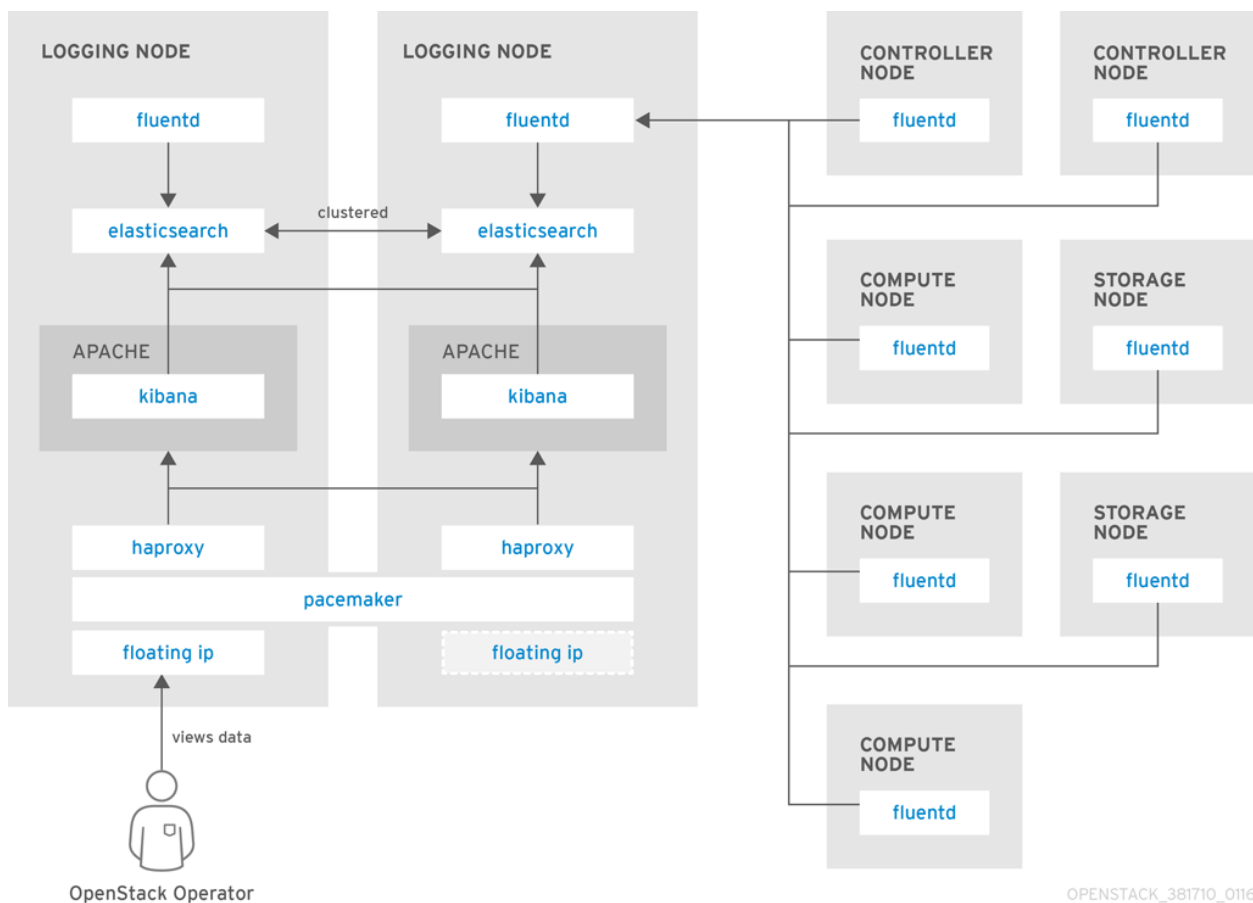 LOGGING NODE
fluentd
elasticsearch
APACHE
kibana
haproxy
LOGGING NODE
fluentd
clustered
elasticsearch
APACHE
kibana
haproxy
pacemaker
floating ip
floating ip
views data
OpenStack Operator
CONTROLLER
NODE
fluentd
CONTROLLER
NODE
fluentd
COMPUTE
NODE
fluentd
STORAGE
NODE
fluentd
COMPUTE
NODE
fluentd
STORAGE
NODE
fluentd
COMPUTE
NODE
fluentd
OPENSTACK_381710_0116